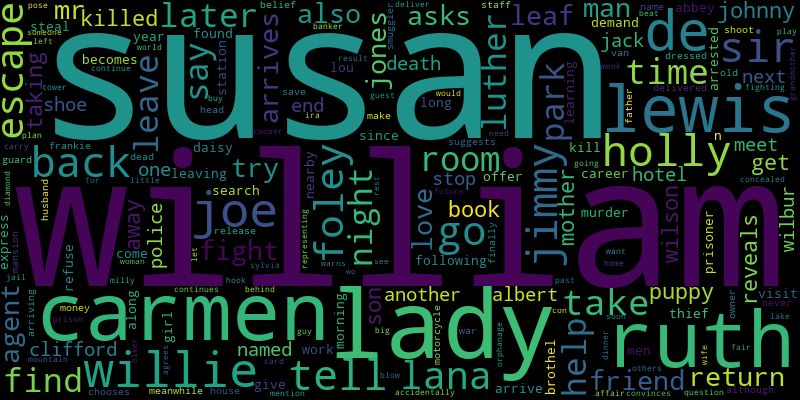 susan
william
lady
carmen
ruth
lewis
de
sir
holly
willie
lana
tell
take
help
find
friend
return
puppy
joe
foley
go
night
room
back
try
one
fight
away
police
come
book
love
stop
offer
hotel
meet
get
mother
jimmy
park
time
jack
man
leaf
asks
also
later
killed
mr
escape
taking
say
leave
shoe
steal
becomes
arrives
jones
death
luther
johnny
next
arrested
demand
abbey
name
beat
staff
deliver
belief
pose
someone
left
world
continue
year
found
station
buy
head
save
end
lou
make
guest
banker
result
smuggler
long
would
ira
cooper
since
daisy
leaving
nearby
search
release
following
suggests
need
learning
father
dressed
van
old
shoot
play
fighting
delivered
grandmother
monk
kill
going
career
murder
wilson
prisoner
reveals
wilbur
concealed
n
plan
carry
guard
frankie
dead
fur
little
diamond
husband
express
mansion
jail
refuse
woman
milly
let
sylvia
representing
warns
wo
see
rest
future
finally
want
home
past
visit
never
thief
owner
lake
agent
arriving
money
prison
mountain
clifford
chooses
along
biker
girl
named
meanwhile
agrees
continues
hook
behind
work
card
house
give
mention
guy
son
morning
big
blow
another
war
motorcycle
accidentally
albert
orphanage
arrive
con
brothel
soon
dinner
others
affair
convinces
men
wife
fair
question
although